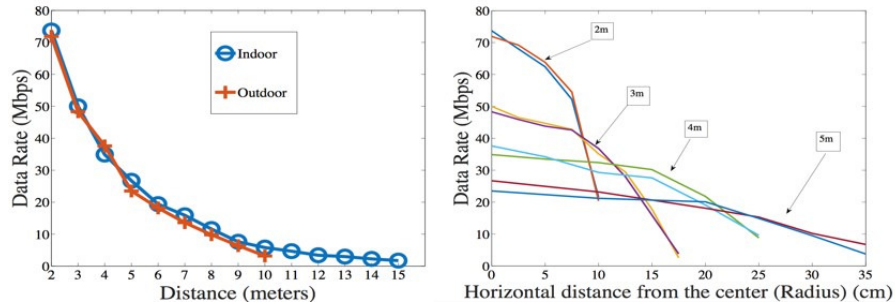 80
70
60
50
40
30
20
10
0
Data Rate (Mbps)
Indoor
Outdoor
2 3 4 5 6 7 8 9 10 11 12 13 14 15
Distance (meters)
80
70
60
50
40
30
20
10
0
Data Rate (Mbps)
2m
3m
4m
5m
0 5 10 15 20 25 30 35
Horizontal distance from the center (Radius) (cm)